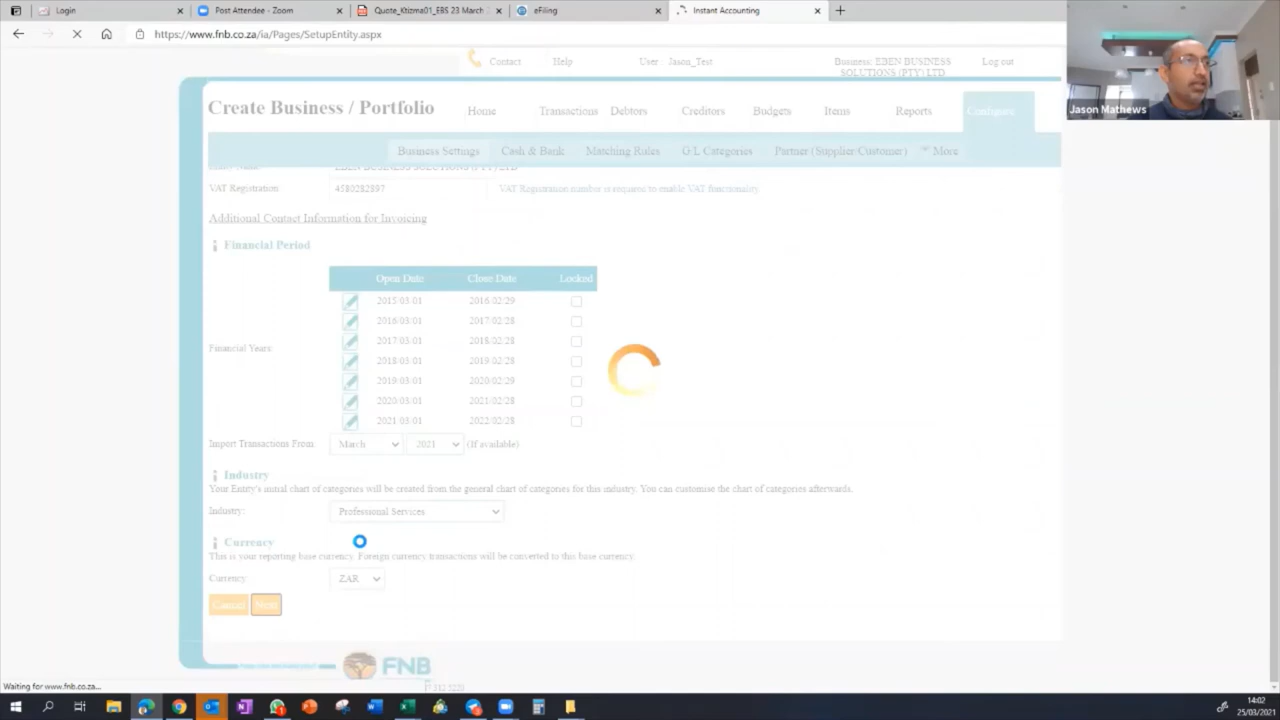 Login
Post Attendee - Zoom
Quote_Ktizma01_EBS 23 March
eFiling
Instant Accounting
https://www.fnb.co.za/ia/Pages/SetupEntity.aspx
Contact
Help
User : Jason_Test
Business: EBEN BUSINESS SOLUTIONS (PTY) LTD
Log out
Jason Mathews
Create Business / Portfolio
Home
Transactions
Debtors
Creditors
Budgets
Items
Reports
Configure
Business Settings
Cash & Bank
Matching Rules
G/L Categories
Partner (Supplier/Customer)
More
EBEN BUSINESS SOLUTIONS (PTY) LTD
VAT Registration
4580282897
VAT Registration number is required to enable VAT functionality.
Additional Contact Information for Invoicing
Financial Period
Open Date Close Date Locked
2015/03/01 2016/02/29
2016/03/01 2017/02/28
2017/03/01 2018/02/28
Financial Years:
2018/03/01 2019/02/28
2019/03/01 2020/02/29
2020/03/01 2021/02/28
2021/03/01 2022/02/28
Import Transactions From: March 2021 (If available)
Industry
Your Entity's initial chart of categories will be created from the general chart of categories for this industry. You can customise the chart of categories afterwards.
Industry: Professional Services
Currency
This is your reporting base currency. Foreign currency transactions will be converted to this base currency.
Currency: ZAR
Cancel Next
FNB
Waiting for www.fnb.co.za...
14:02
25/03/2021